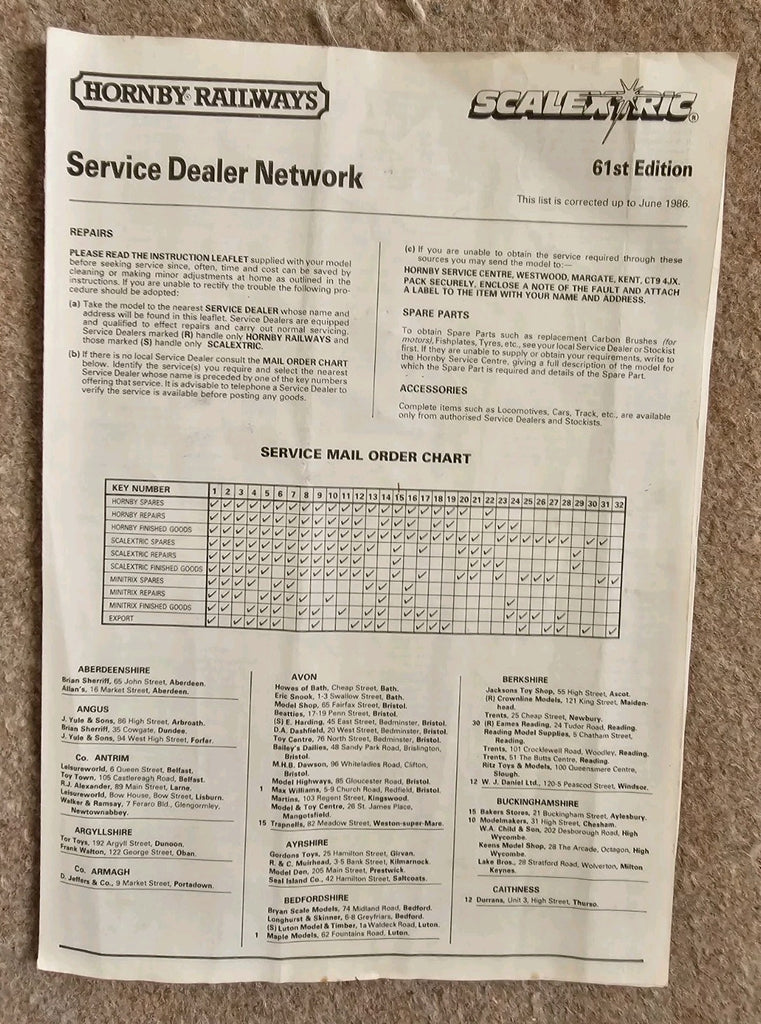 HORNBY RAILWAYS
SCALEXTRIC®
Service Dealer Network
61st Edition
This list is corrected up to June 1986.
REPAIRS
PLEASE READ THE INSTRUCTION LEAFLET supplied with your model
before seeking service since, often, time and cost can be saved by
cleaning or making minor adjustments at home as outlined in the
instructions. If you are unable to rectify the trouble the following pro-
cedure should be adopted:
(a) Take the model to the nearest SERVICE DEALER whose name and
address will be found in this leaflet. Service Dealers are equipped
and qualified to effect repairs and carry out normal servicing.
Service Dealers marked (R) handle only HORNBY RAILWAYS and
those marked (S) handle only SCALEXTRIC.
(b) If there is no local Service Dealer consult the MAIL ORDER CHART
below. Identify the service(s) you require and select the nearest
Service Dealer whose name is preceded by one of the key numbers
offering that service. It is advisable to telephone a Service Dealer to
verify the service is available before posting any goods.
(c) If you are unable to obtain the service required through these
sources you may send the model to:—
HORNBY SERVICE CENTRE, WESTWOOD, MARGATE, KENT, CT9 4JX.
PACK SECURELY, ENCLOSE A NOTE OF THE FAULT AND ATTACH
A LABEL TO THE ITEM WITH YOUR NAME AND ADDRESS.
SPARE PARTS
To obtain Spare Parts such as replacement Carbon Brushes (for
motors), Fishplates, Tyres, etc., see your local Service Dealer or Stockist
first. If they are unable to supply or obtain your requirements, write to
the Hornby Service Centre, giving a full description of the model for
which the Spare Part is required and details of the Spare Part.
ACCESSORIES
Complete items such as Locomotives, Cars, Track, etc., are available
only from authorised Service Dealers and Stockists.
SERVICE MAIL ORDER CHART
KEY NUMBER 1 2 3 4 5 6 7 8 9 10 11 12 13 14 15 16 17 18 19 20 21 22 23 24 25 26 27 28 29 30 31 32
HORNBY SPARES
HORNBY REPAIRS
HORNBY FINISHED GOODS
SCALEXTRIC SPARES
SCALEXTRIC REPAIRS
SCALEXTRIC FINISHED GOODS
MINITRIX SPARES
MINITRIX REPAIRS
MINITRIX FINISHED GOODS
EXPORT
ABERDEENSHIRE
Brian Sherriff, 65 John Street, Aberdeen.
Allan's, 16 Market Street, Aberdeen.
ANGUS
J. Yule & Sons, 86 High Street, Arbroath.
Brian Sherriff, 35 Cowgate, Dundee.
J. Yule & Sons, 94 West High Street, Forfar.
Co. ANTRIM
Leisureworld, 6 Queen Street, Belfast.
Toy Town, 105 Castlereagh Road, Belfast.
R.J. Alexander, 89 Main Street, Larne.
Leisureworld, Bow House, Bow Street, Lisburn.
Walker & Ramsay, 7 Feraro Bld., Glengormley,
Newtownabbey.
ARGYLLSHIRE
Tor Toys, 192 Argyll Street, Dunoon.
Frank Walton, 122 George Street, Oban.
Co. ARMAGH
D. Jeffers & Co., 9 Market Street, Portadown.
AVON
Howes of Bath, Cheap Street, Bath.
Eric Snook, 1-3 Swallow Street, Bath.
Model Shop, 65 Fairfax Street, Bristol.
Beatties, 17-19 Penn Street, Bristol.
(S) E. Harding, 45 East Street, Bedminster, Bristol.
D.A. Dashfield, 20 West Street, Bedminster, Bristol.
Toy Centre, 76 North Street, Bedminster, Bristol.
Bailey's Dailies, 48 Sandy Park Road, Brislington,
Bristol.
M.H.B. Dawson, 96 Whiteladies Road, Clifton,
Bristol.
Model Highways, 85 Gloucester Road, Bristol.
1 Max Williams, 5-9 Church Road, Redfield, Bristol.
Martins, 103 Regent Street, Kingswood.
Model & Toy Centre, 26 St. James Place,
Mangotsfield.
15 Trapnells, 82 Meadow Street, Weston-super-Mare.
AYRSHIRE
Gordons Toys, 25 Hamilton Street, Girvan.
R. & C. Muirhead, 3-5 Bank Street, Kilmarnock.
Model Den, 205 Main Street, Prestwick.
Seal Island Co., 42 Hamilton Street, Saltcoats.
BEDFORDSHIRE
Bryan Scale Models, 74 Midland Road, Bedford.
Longhurst & Skinner, 6-8 Greyfriars, Bedford.
(S) Luton Model & Timber, 1a Waldeck Road, Luton.
1 Maple Models, 62 Fountains Road, Luton.
BERKSHIRE
Jacksons Toy Shop, 55 High Street, Ascot.
(R) Crownline Models, 121 King Street, Maiden-
head.
Trents, 25 Cheap Street, Newbury.
30 (R) Eames Reading, 24 Tudor Road, Reading.
Reading Model Supplies, 5 Chatham Street,
Reading.
Trents, 101 Crocklewell Road, Woodley, Reading.
Trents, 51 The Butts Centre, Reading.
Ritz Toys & Models, 100 Queensmere Centre,
Slough.
12 W. J. Daniel Ltd., 120-5 Peascod Street, Windsor.
BUCKINGHAMSHIRE
15 Bakers Stores, 21 Buckingham Street, Aylesbury.
10 Modelmakers, 31 High Street, Chesham.
W.A. Child & Son, 202 Desborough Road, High
Wycombe.
Keens Model Shop, 28 The Arcade, Octagon, High
Wycombe.
Lake Bros., 28 Stratford Road, Wolverton, Milton
Keynes.
CAITHNESS
12 Durrans, Unit 3, High Street, Thurso.